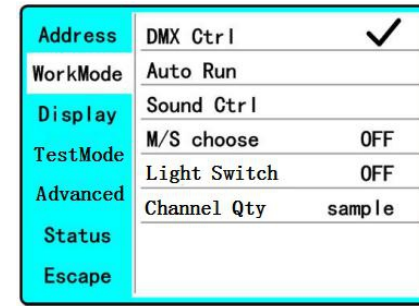 Address
WorkMode
Display
TestMode
Advanced
Status
Escape
DMX Ctrl
Auto Run
Sound Ctrl
M/S choose OFF
Light Switch OFF
Channel Qty sample